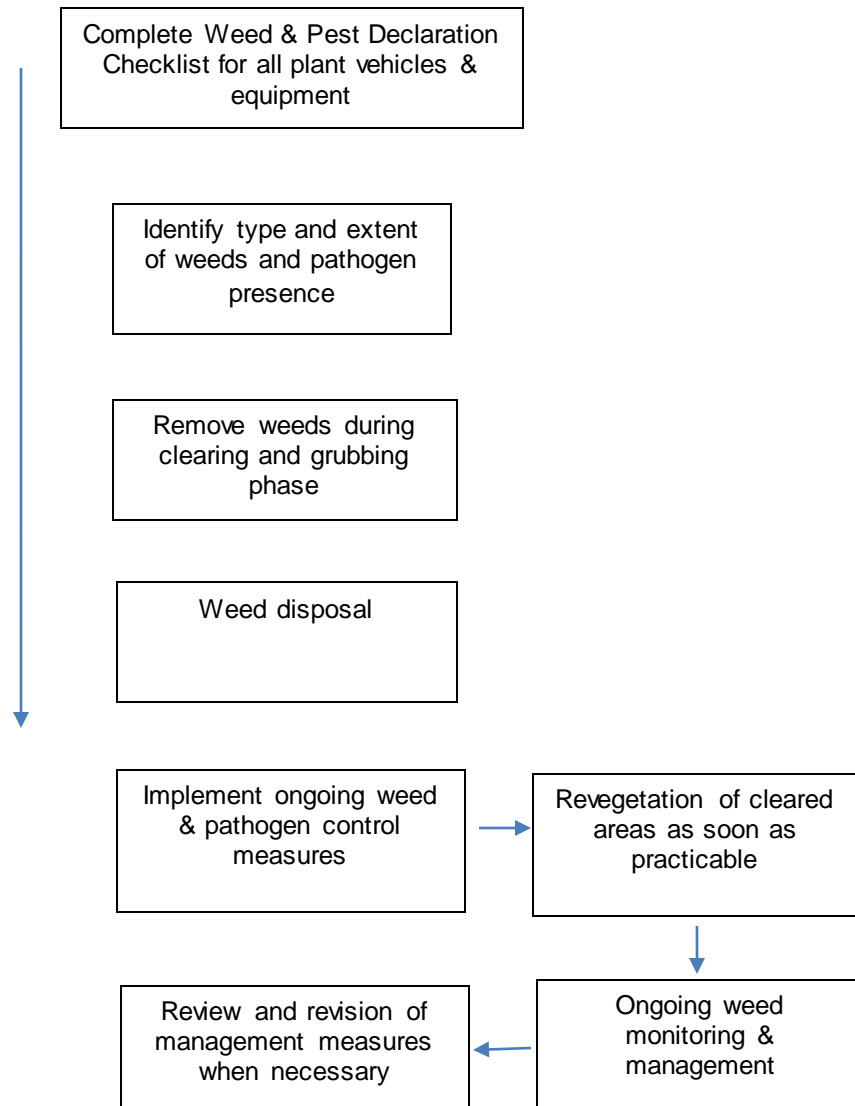 Complete Weed & Pest Declaration
Checklist for all plant vehicles &
equipment
Identify type and extent
of weeds and pathogen
presence
Remove weeds during
clearing and grubbing
phase
Weed disposal
Implement ongoing weed
& pathogen control
measures
Revegetation of cleared
areas as soon as
practicable
Ongoing weed
monitoring &
management
Review and revision of
management measures
when necessary